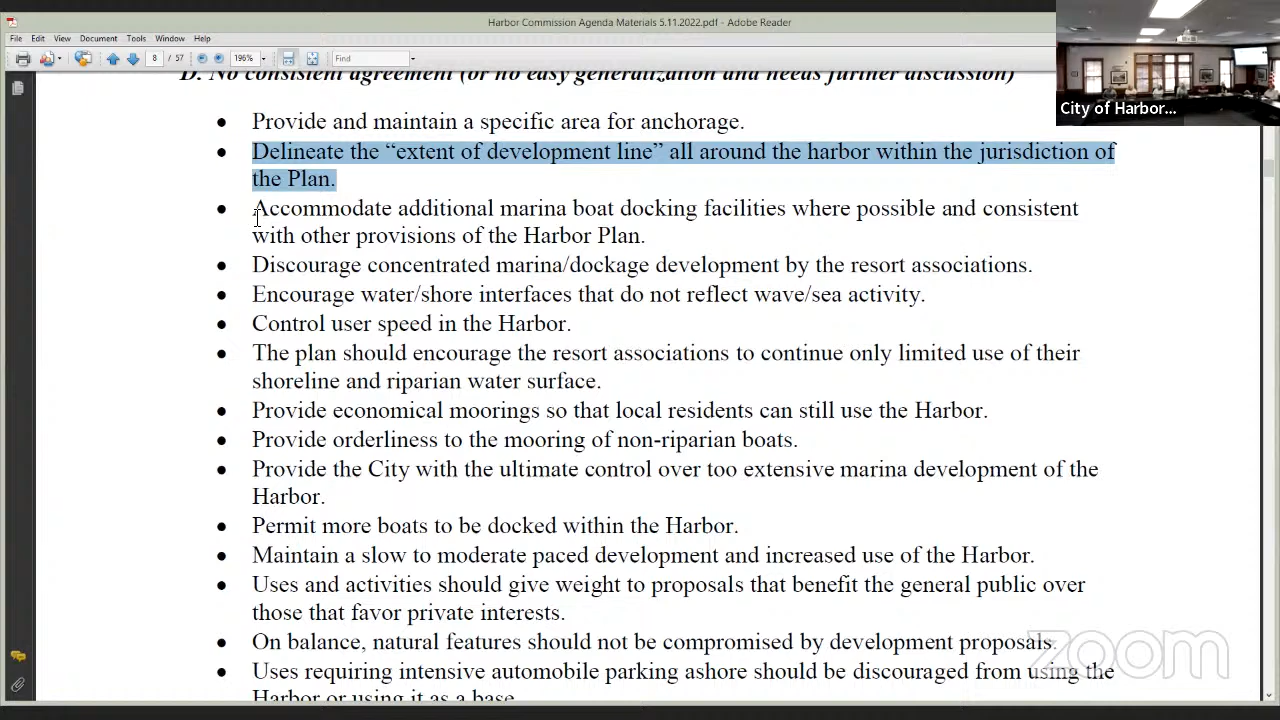 Harbor Commission Agenda Materials 5.11.2022.pdf - Adobe Reader
File Edit View Document Tools Window Help
8 / 57 196% Find
City of Harbor...
D. No consistent agreement (or no easy generalization and needs further discussion)
• Provide and maintain a specific area for anchorage.
• Delineate the “extent of development line” all around the harbor within the jurisdiction of
the Plan.
• Accommodate additional marina boat docking facilities where possible and consistent
with other provisions of the Harbor Plan.
• Discourage concentrated marina/dockage development by the resort associations.
• Encourage water/shore interfaces that do not reflect wave/sea activity.
• Control user speed in the Harbor.
• The plan should encourage the resort associations to continue only limited use of their
shoreline and riparian water surface.
• Provide economical moorings so that local residents can still use the Harbor.
• Provide orderliness to the mooring of non-riparian boats.
• Provide the City with the ultimate control over too extensive marina development of the
Harbor.
• Permit more boats to be docked within the Harbor.
• Maintain a slow to moderate paced development and increased use of the Harbor.
• Uses and activities should give weight to proposals that benefit the general public over
those that favor private interests.
• On balance, natural features should not be compromised by development proposals.
• Uses requiring intensive automobile parking ashore should be discouraged from using the
Harbor or using it as a base.
zoom